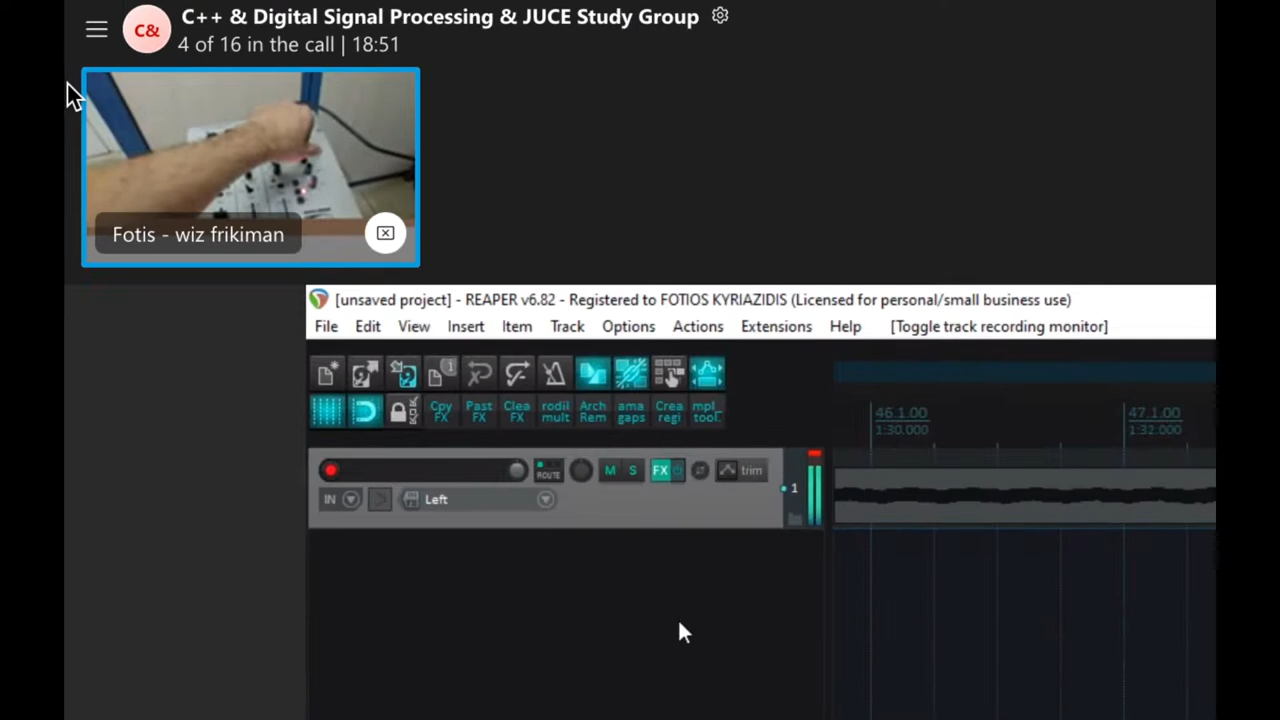 C++ & Digital Signal Processing & JUCE Study Group
C&
4 of 16 in the call | 18:51
Fotis - wiz frikiman
[unsaved project] - REAPER v6.82 - Registered to FOTIOS KYRIAZIDIS (Licensed for personal/small business use)
File Edit View Insert Item Track Options Actions Extensions Help [Toggle track recording monitor]
Cpy FX
Past FX
Clea FX
rodil mult
Arch Rem
ama gaps
Crea regi
mpl tool
46.1.00
1:30.000
47.1.00
1:32.000
ROUTE M S FX trim
1
IN Left